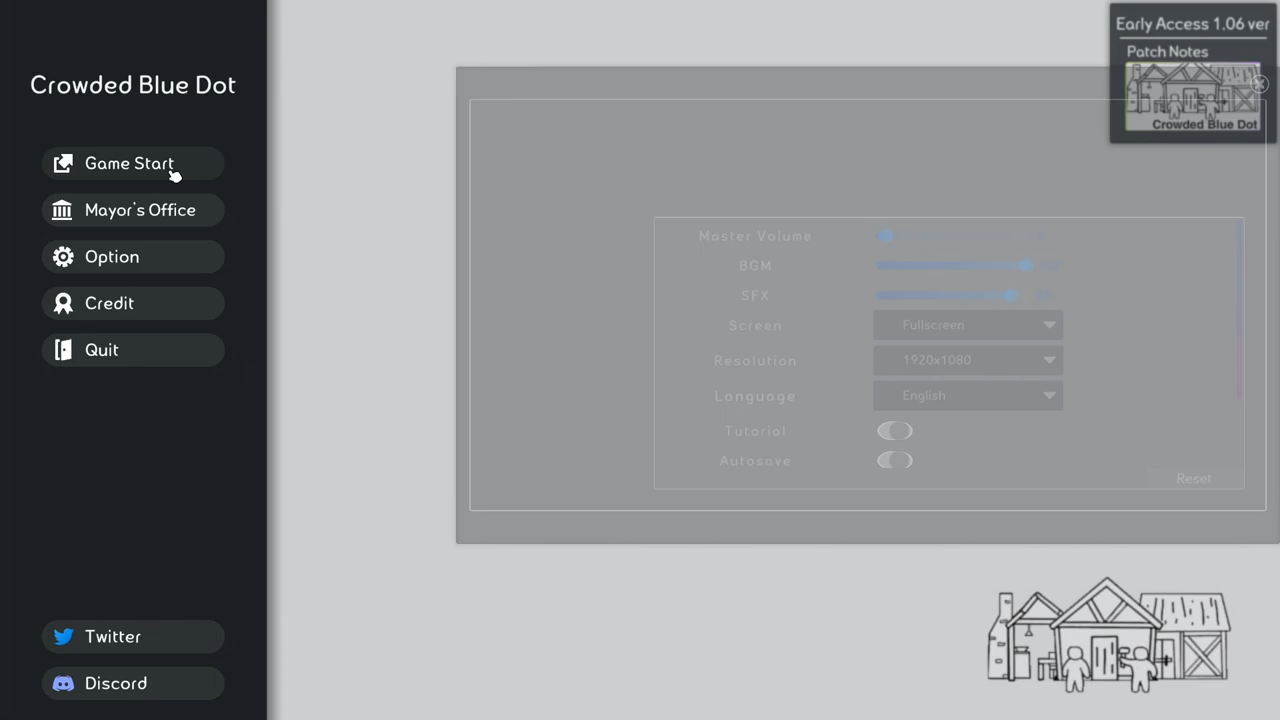 Crowded Blue Dot
Game Start
Mayor's Office
Option
Credit
Quit
Twitter
Discord
Early Access 1.06 ver
Patch Notes
Crowded Blue Dot
Master Volume
BGM
SFX
Screen
Fullscreen
Resolution
1920x1080
Language
English
Tutorial
Autosave
Reset